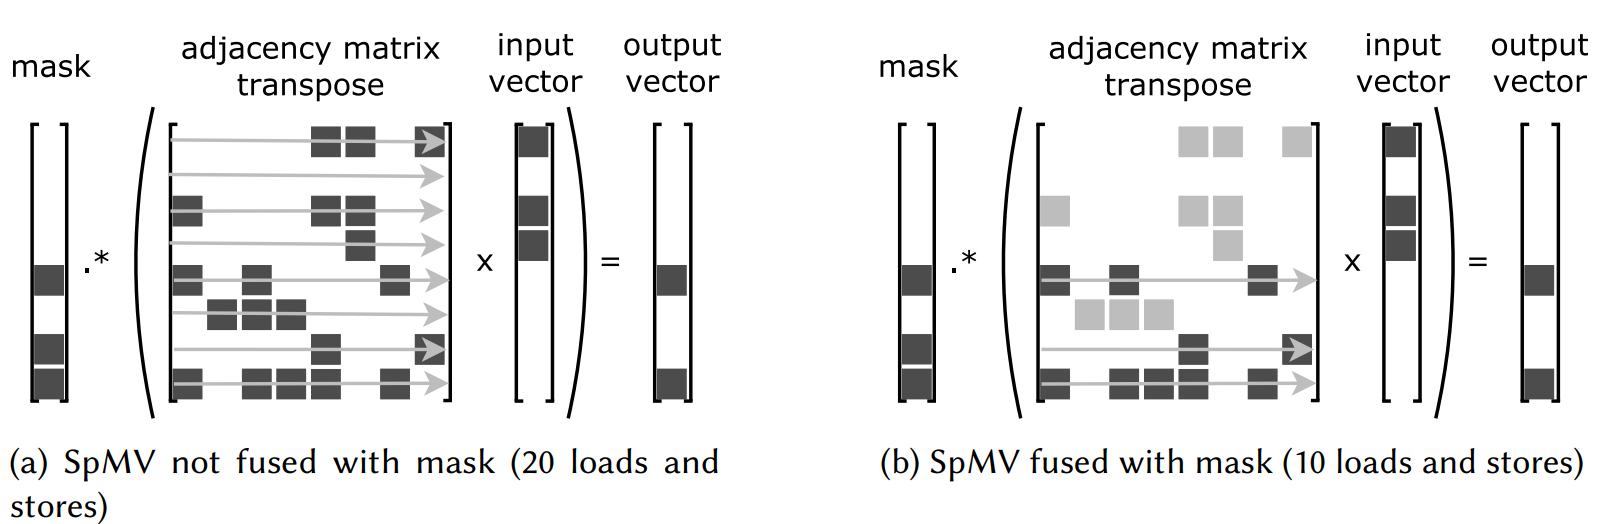 mask
adjacency matrix
transpose
input
vector
output
vector
.*
x
=
(a) SpMV not fused with mask (20 loads and
stores)
mask
adjacency matrix
transpose
input
vector
output
vector
.*
x
=
(b) SpMV fused with mask (10 loads and stores)